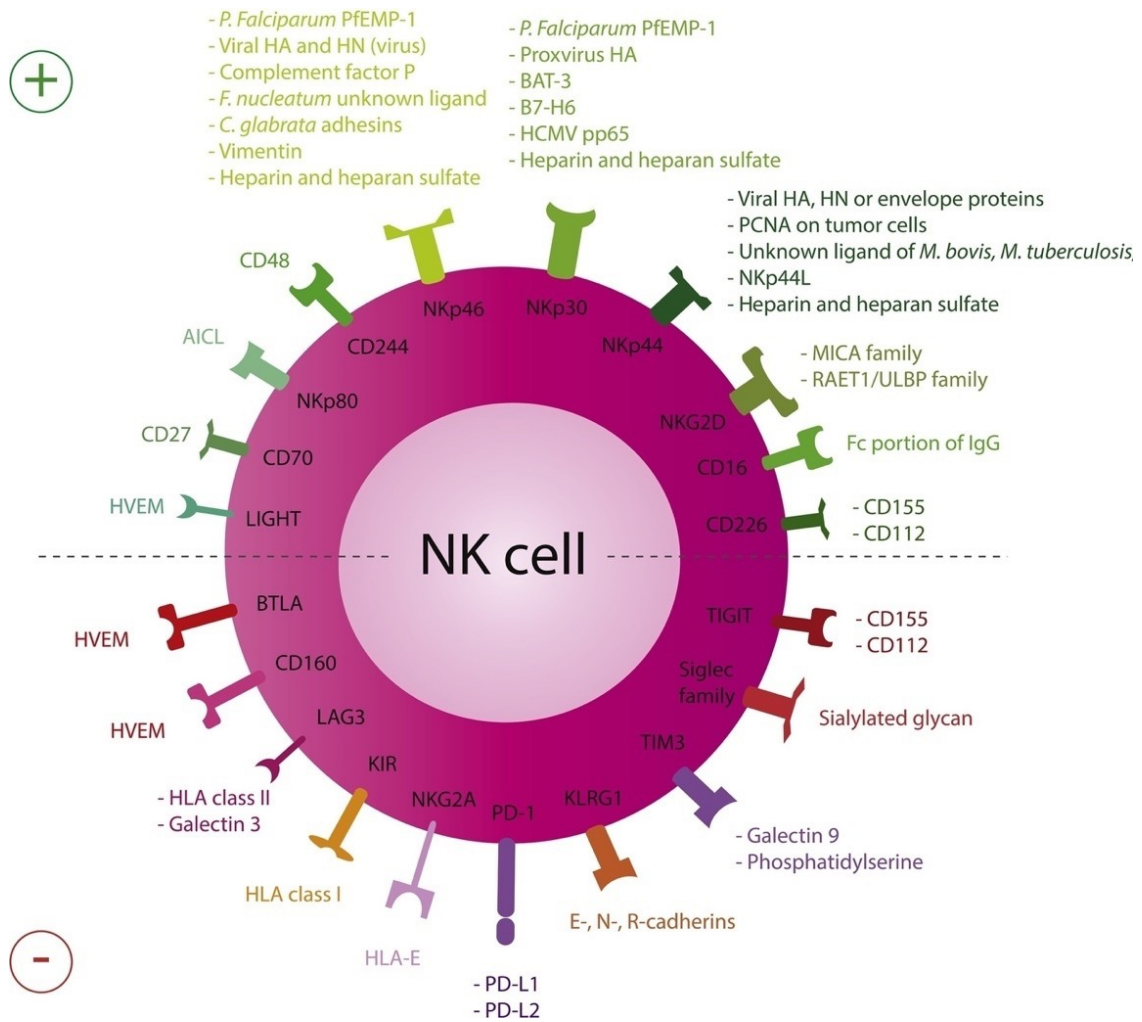 +
- P. Falciparum PfEMP-1
- Viral HA and HN (virus)
- Complement factor P
- F. nucleatum unknown ligand
- C. glabrata adhesins
- Vimentin
- Heparin and heparan sulfate
- P. Falciparum PfEMP-1
- Proxvirus HA
- BAT-3
- B7-H6
- HCMV pp65
- Heparin and heparan sulfate
- Viral HA, HN or envelope proteins
- PCNA on tumor cells
- Unknown ligand of M. bovis, M. tuberculosis,
- NKp44L
- Heparin and heparan sulfate
CD48
NKp46
NKp30
NKp44
CD244
AICL
NKp80
- MICA family
- RAET1/ULBP family
NKG2D
CD27
CD70
CD16
Fc portion of IgG
HVEM
LIGHT
CD226
- CD155
- CD112
NK cell
BTLA
HVEM
TIGIT
- CD155
- CD112
CD160
HVEM
Siglec
family
Sialylated glycan
LAG3
- HLA class II
- Galectin 3
TIM3
- Galectin 9
- Phosphatidylserine
KIR
HLA class I
NKG2A
HLA-E
PD-1
- PD-L1
- PD-L2
KLRG1
E-, N-, R-cadherins
-